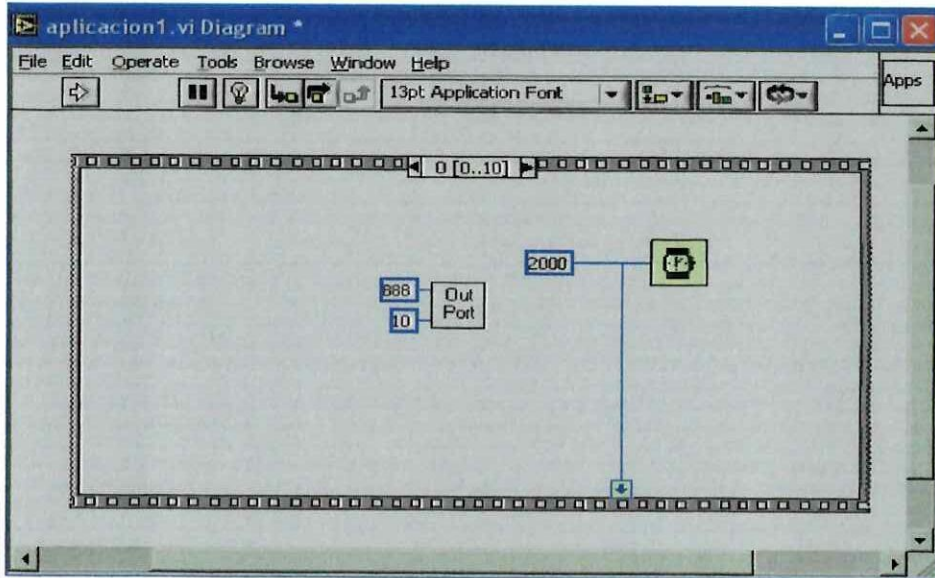 aplicacion1.vi Diagram *
File Edit Operate Tools Browse Window Help
13pt Application Font
Apps
0 [0..10]
2000
888
10
Out
Port